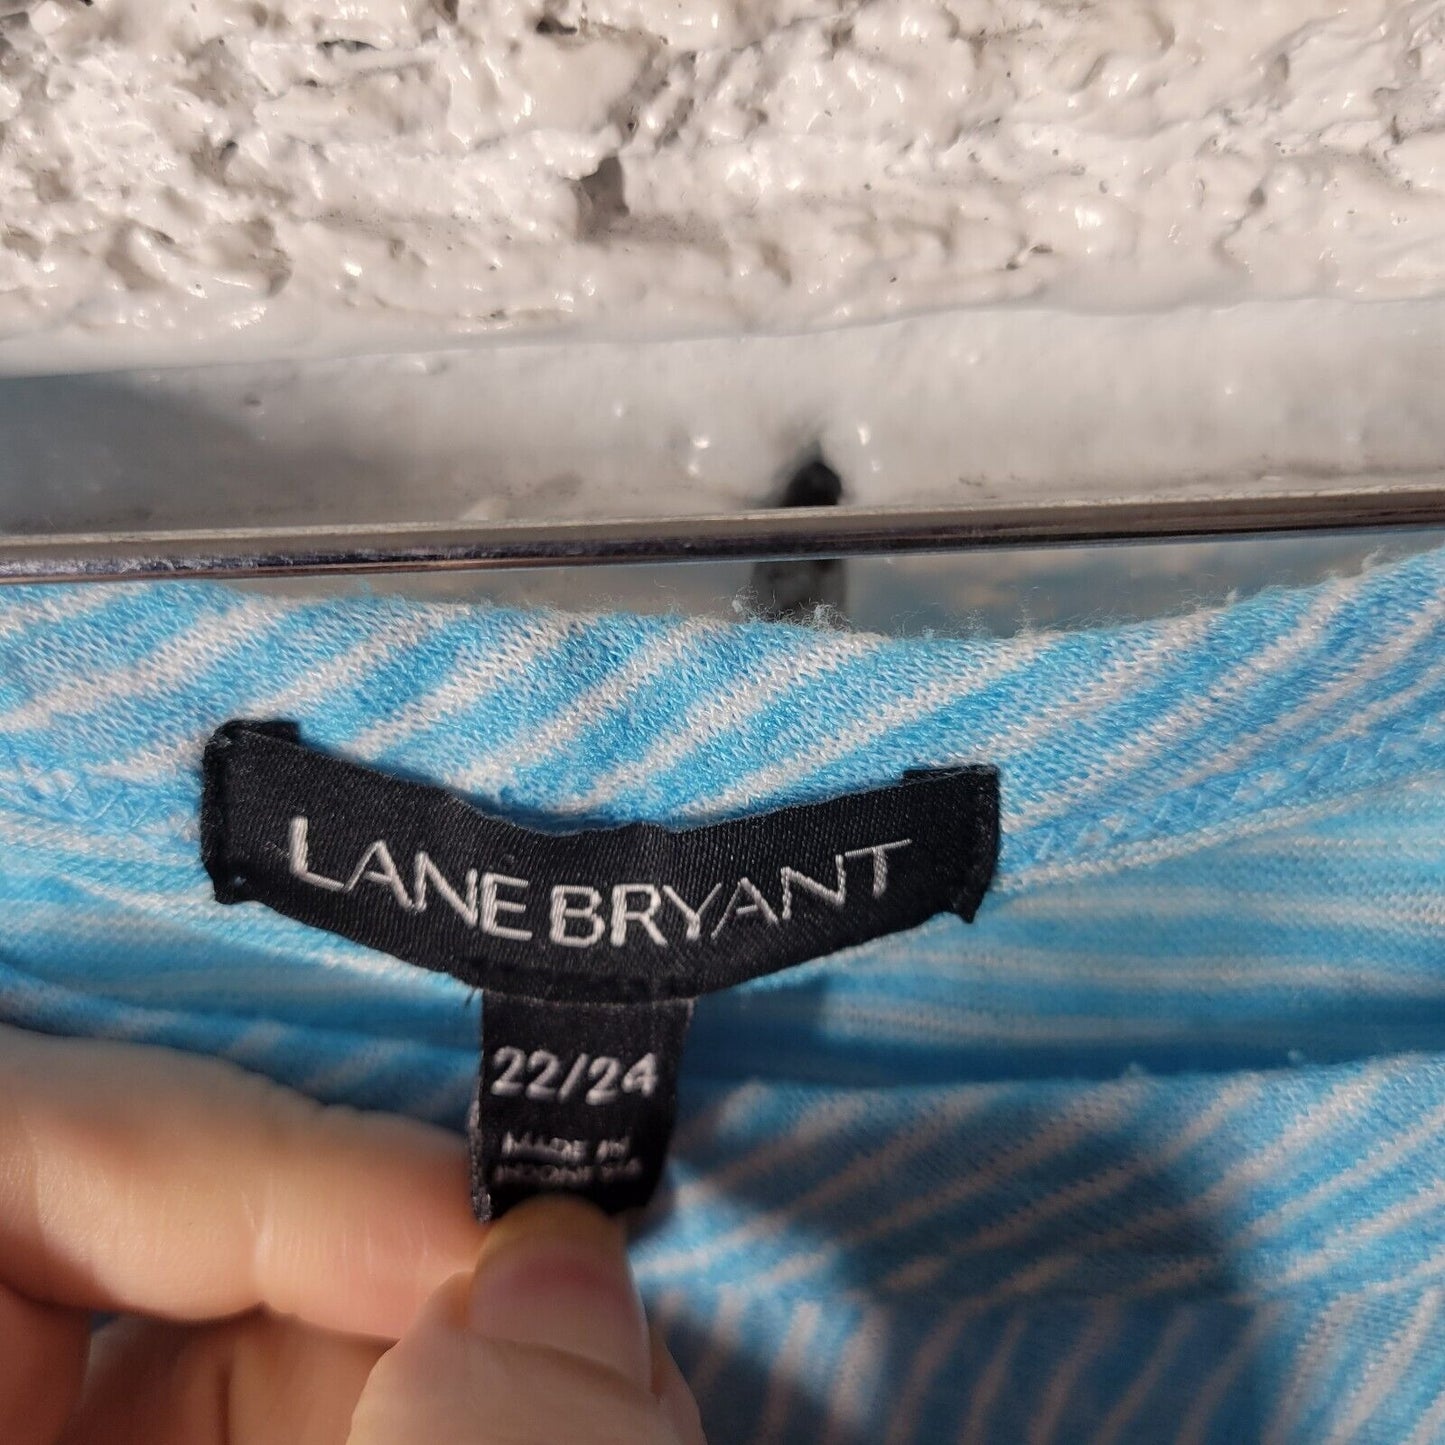 LANE BRYANT
22/24
MADE IN
INDONESIA